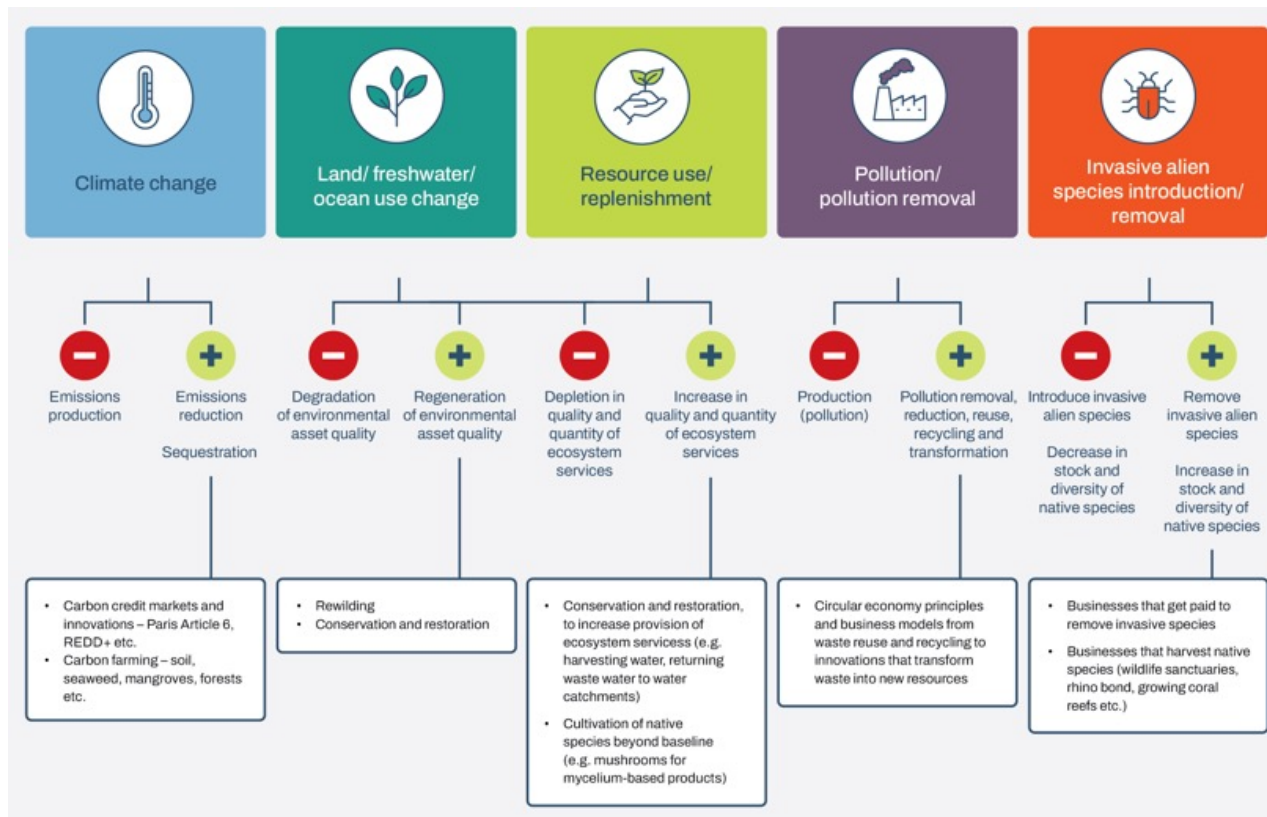 Climate change
Land/ freshwater/
ocean use change
Resource use/
replenishment
Pollution/
pollution removal
Invasive alien
species introduction/
removal
Emissions
production
Emissions
reduction
Sequestration
Degradation
of environmental
asset quality
Regeneration
of environmental
asset quality
Depletion in
quality and
quantity of
ecosystem
services
Increase in
quality and quantity
of ecosystem
services
Production
(pollution)
Pollution removal,
reduction, reuse,
recycling and
transformation
Introduce invasive
alien species
Decrease in
stock and
diversity of
native species
Remove
invasive alien
species
Increase in
stock and
diversity of
native species
• Carbon credit markets and
innovations – Paris Article 6,
REDD+ etc.
• Carbon farming – soil,
seaweed, mangroves, forests
etc.
• Rewilding
• Conservation and restoration
• Conservation and restoration,
to increase provision of
ecosystem servicess (e.g.
harvesting water, returning
waste water to water
catchments)
• Cultivation of native
species beyond baseline
(e.g. mushrooms for
mycelium-based products)
• Circular economy principles
and business models from
waste reuse and recycling to
innovations that transform
waste into new resources
• Businesses that get paid to
remove invasive species
• Businesses that harvest native
species (wildlife sanctuaries,
rhino bond, growing coral
reefs etc.)